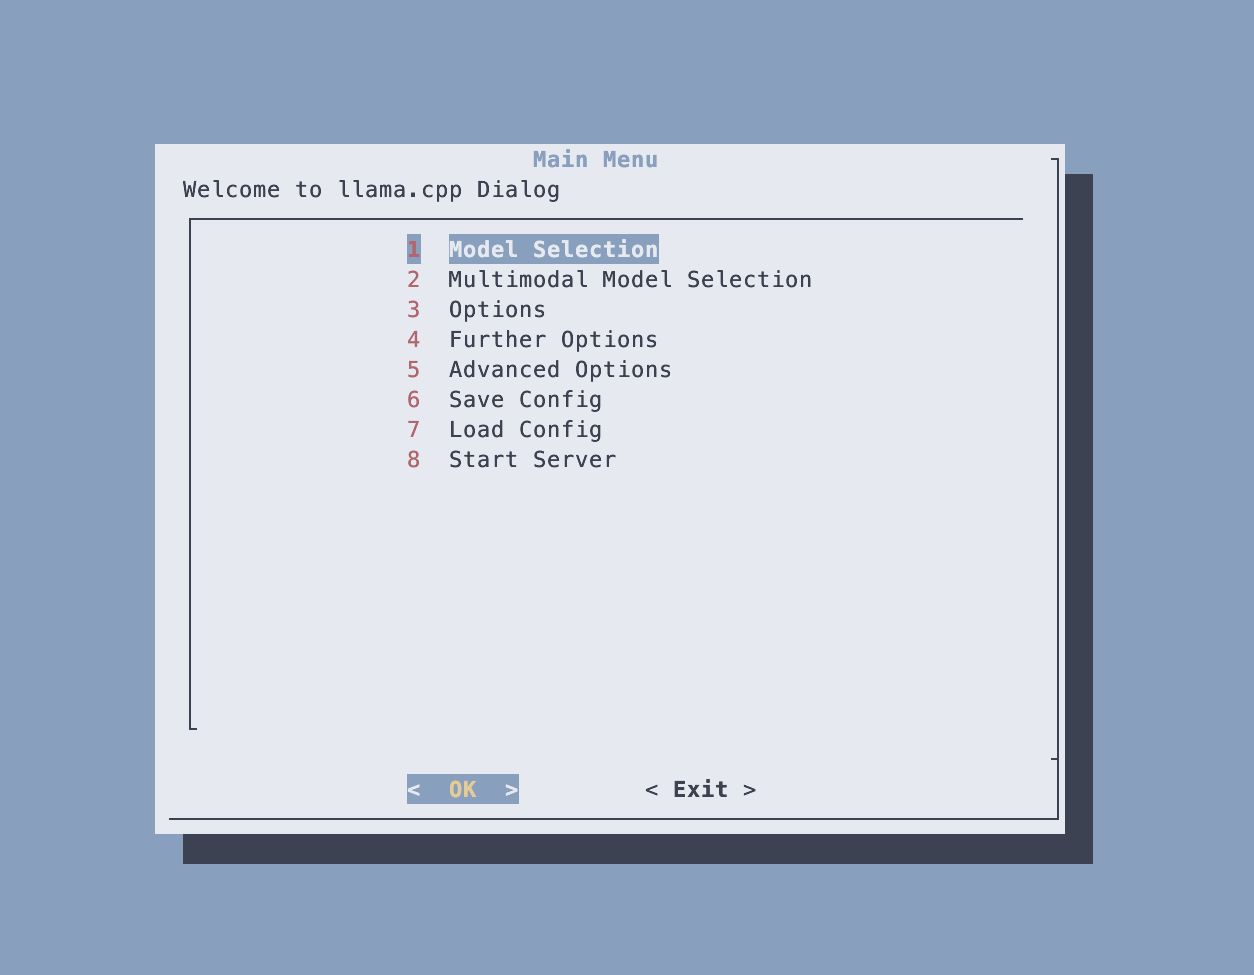 Main Menu
Welcome to llama.cpp Dialog
1 Model Selection
2 Multimodal Model Selection
3 Options
4 Further Options
5 Advanced Options
6 Save Config
7 Load Config
8 Start Server
< OK > < Exit >